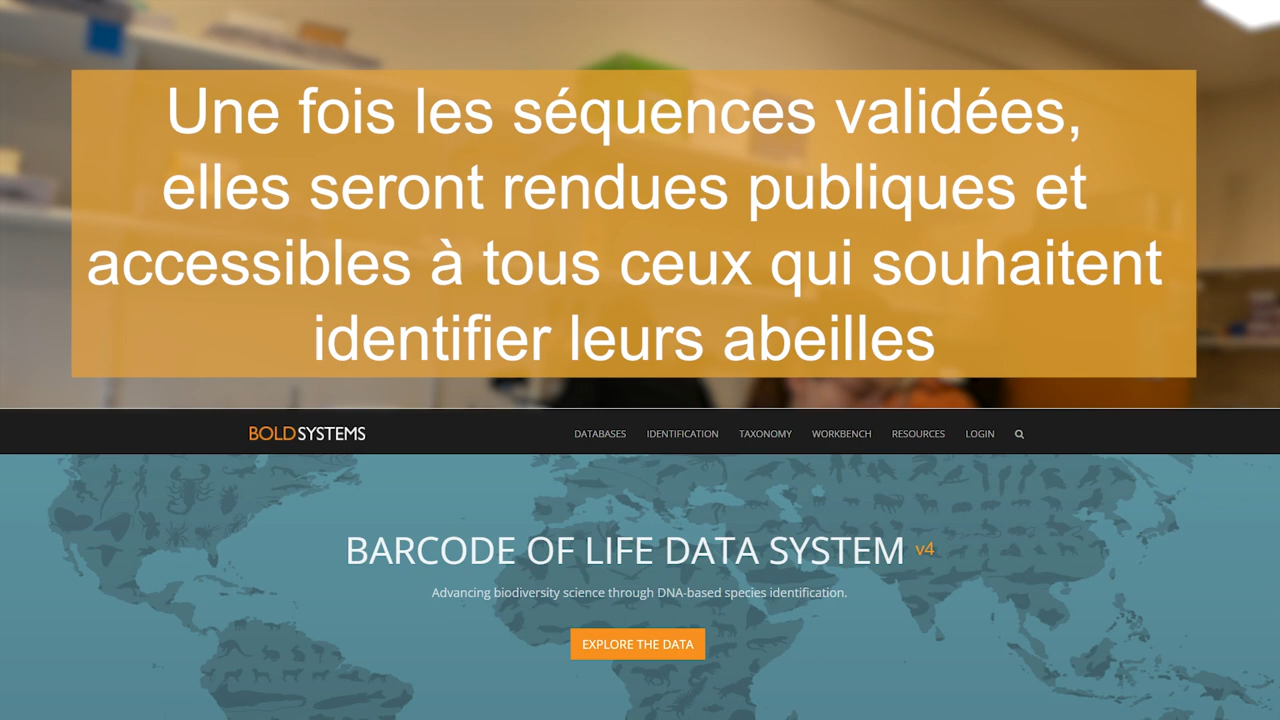 Une fois les séquences validées,
elles seront rendues publiques et
accessibles à tous ceux qui souhaitent
identifier leurs abeilles
BOLDSYSTEMS DATABASES IDENTIFICATION TAXONOMY WORKBENCH RESOURCES LOGIN
BARCODE OF LIFE DATA SYSTEM v4
Advancing biodiversity science through DNA-based species identification.
EXPLORE THE DATA